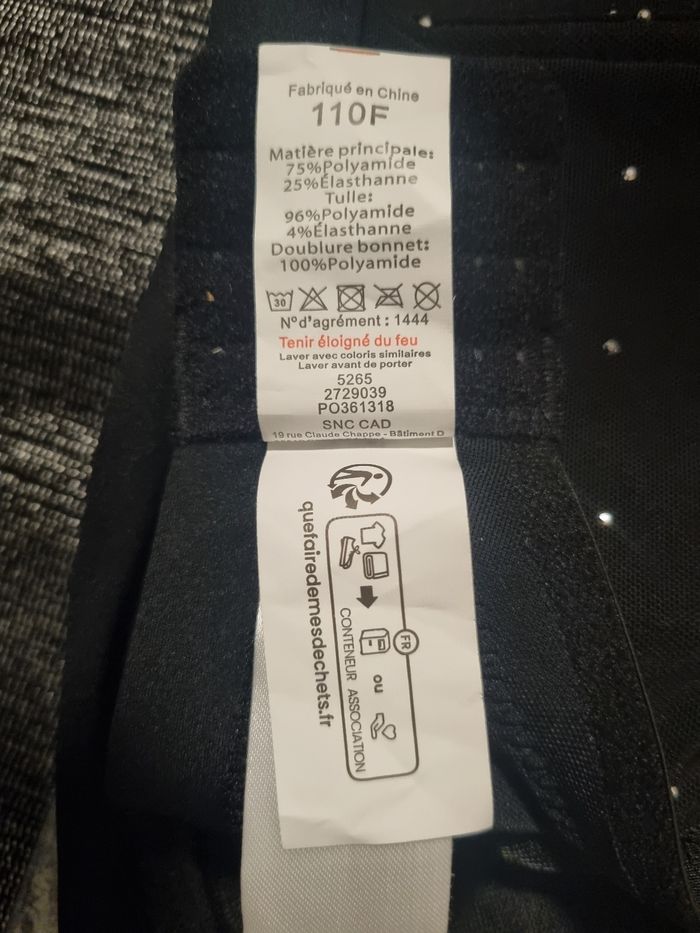 Fabriqué en Chine
110F
Matière principale:
75%Polyamide
25%Élasthanne
Tulle:
96%Polyamide
4%Élasthanne
Doublure bonnet:
100%Polyamide
30
N°d'agrément : 1444
Tenir éloigné du feu
Laver avec coloris similaires
Laver avant de porter
5265
2729039
PO361318
SNC CAD
19 rue Claude Chappe - Bâtiment D
FR
ou
CONTENEUR ASSOCIATION
quefairedemesdechets.fr